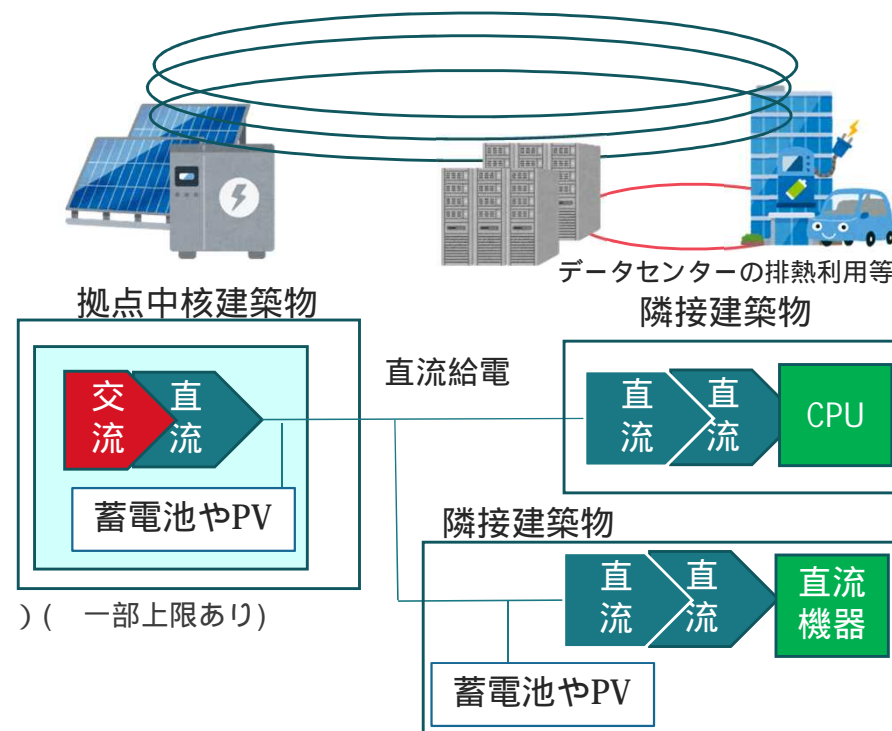 データセンターの排熱利用等
拠点中核建築物
隣接建築物
交
流
直
流
直流給電
直
流
直
流
CPU
蓄電池やPV
隣接建築物
直
流
直
流
直流
機器
)( 一部上限あり)
蓄電池やPV